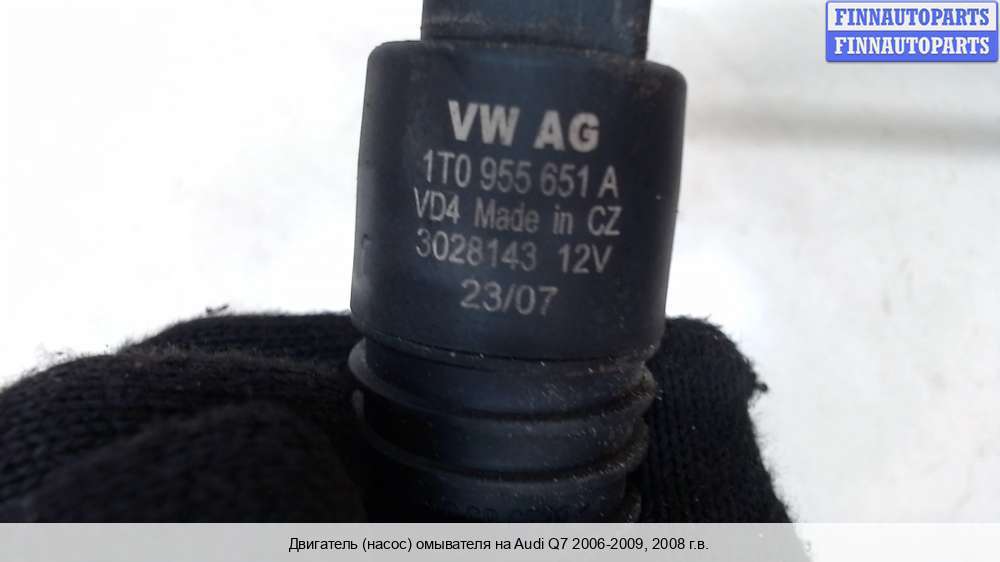 FINNAUTOPARTS
FINNAUTOPARTS
VW AG
1T0 955 651 A
VD4 Made in CZ
3028143 12V
23/07
Двигатель (насос) омывателя на Audi Q7 2006-2009, 2008 г.в.